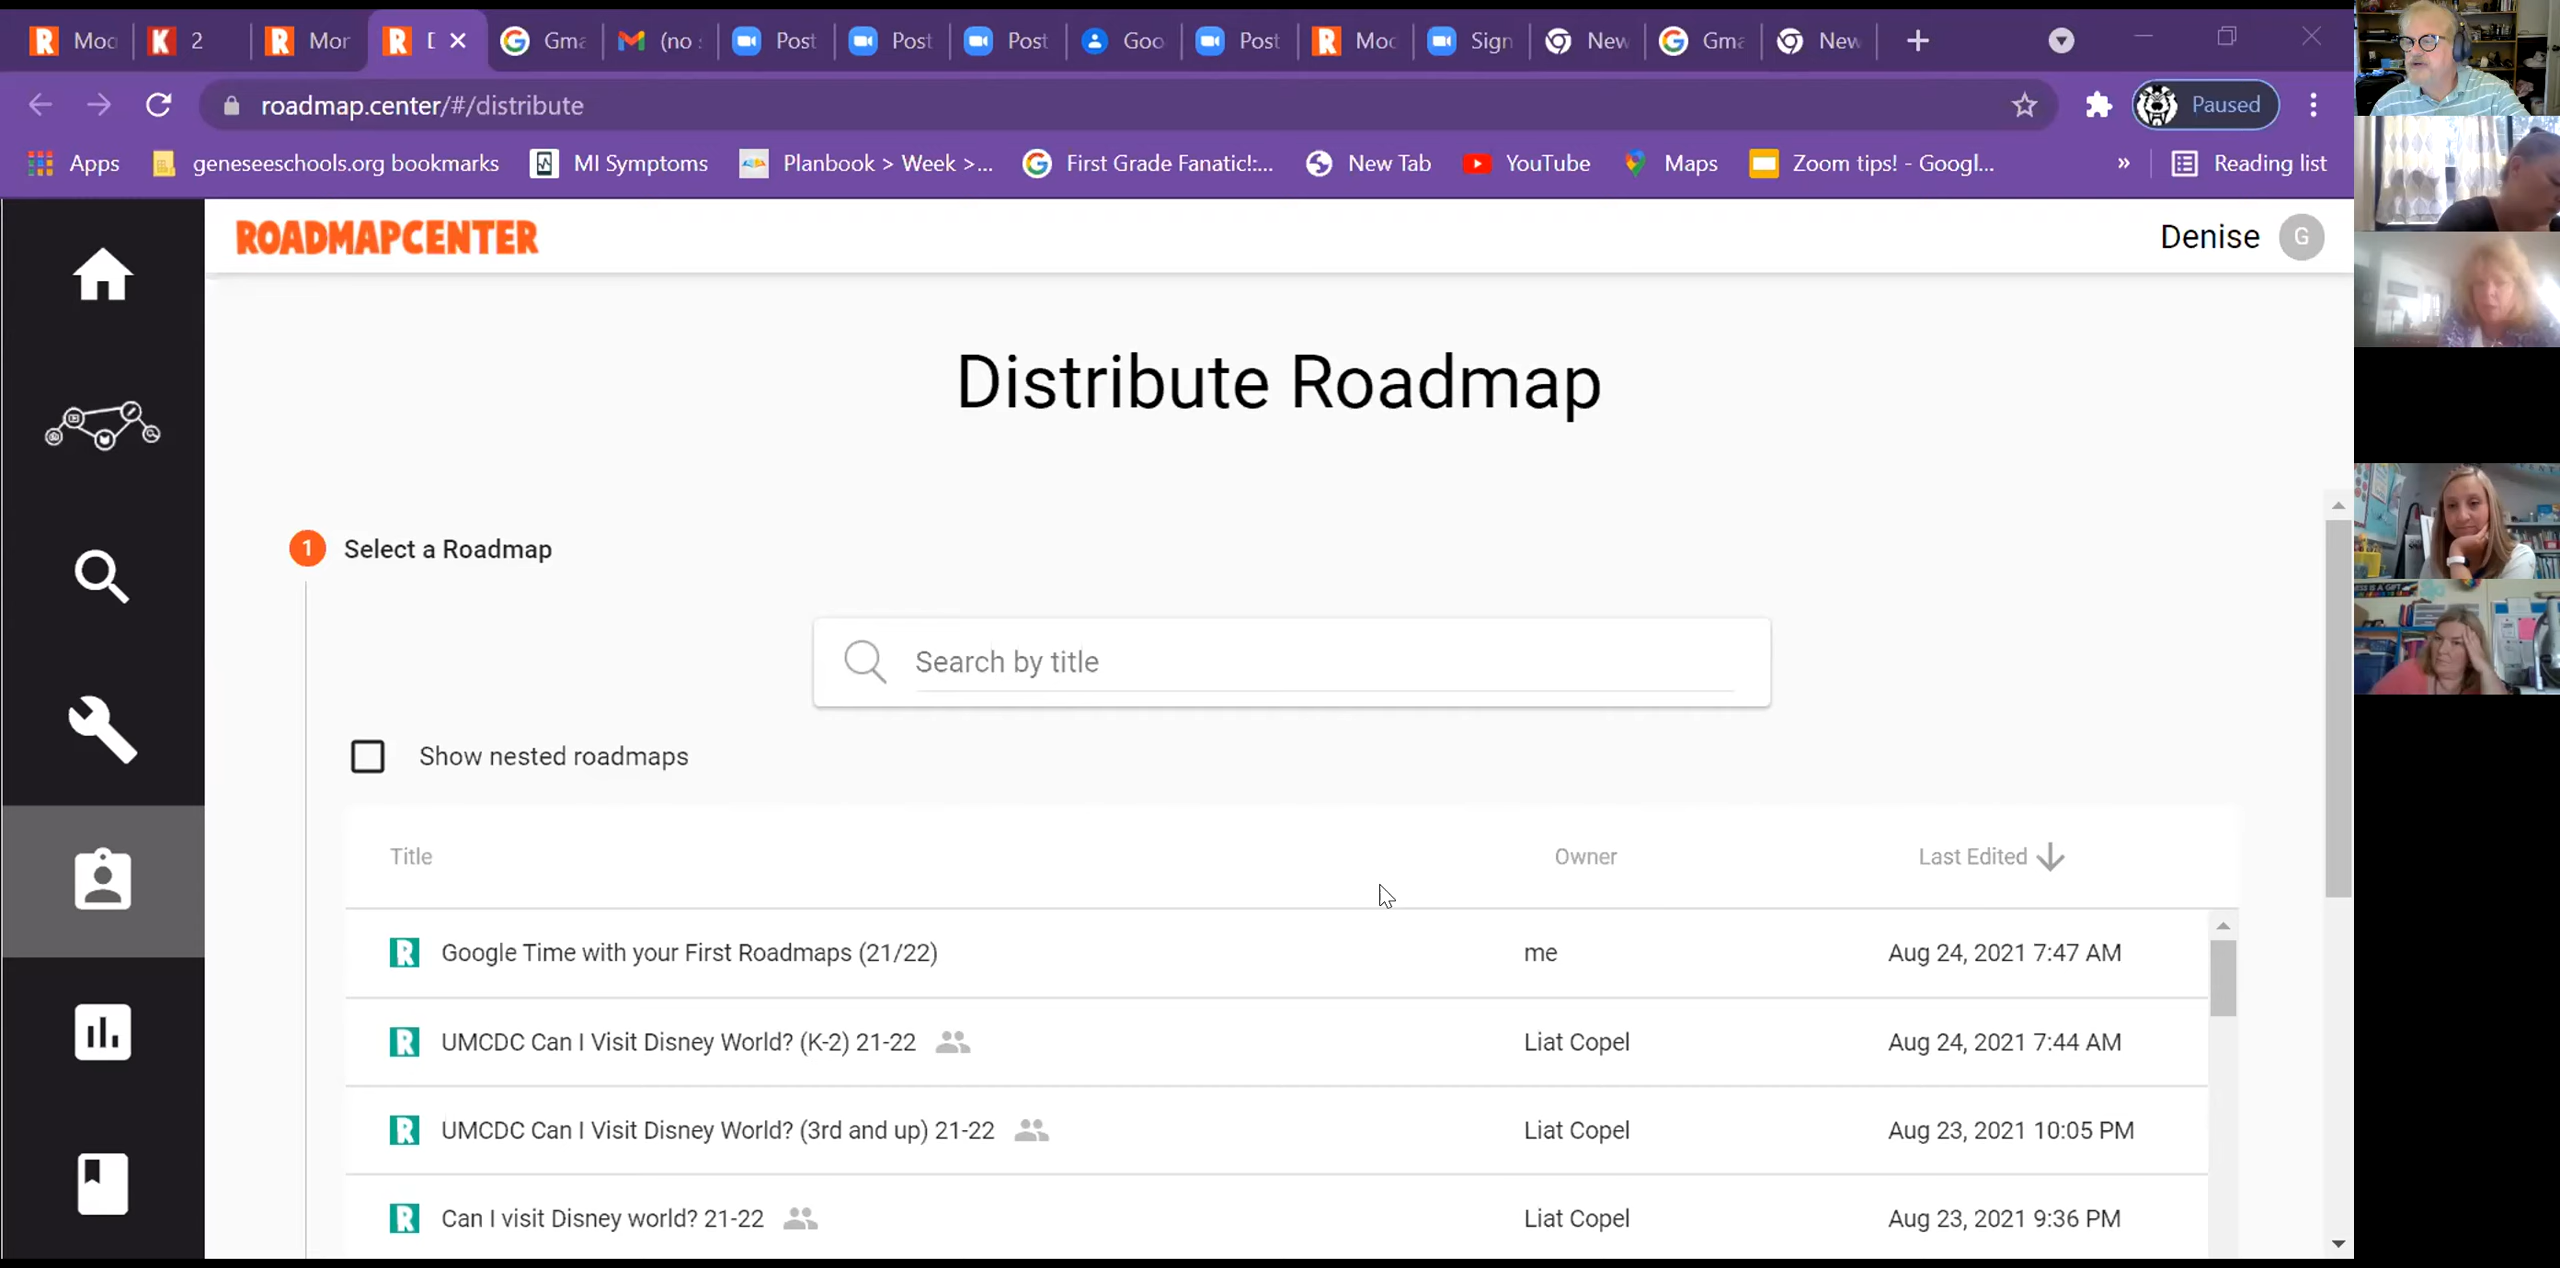 Moc
2
Mor
Gma
(no
Post
Post
Post
Goo
Post
Moc
Sign
New
Gma
New
roadmap.center/#/distribute
Paused
Apps
geneseeschools.org bookmarks
MI Symptoms
Planbook > Week >...
First Grade Fanatic!:...
New Tab
YouTube
Maps
Zoom tips! - Googl...
»
Reading list
ROADMAPCENTER
Denise
G
Distribute Roadmap
1 Select a Roadmap
Search by title
Show nested roadmaps
Title Owner Last Edited
Google Time with your First Roadmaps (21/22) me Aug 24, 2021 7:47 AM
UMCDC Can I Visit Disney World? (K-2) 21-22 Liat Copel Aug 24, 2021 7:44 AM
UMCDC Can I Visit Disney World? (3rd and up) 21-22 Liat Copel Aug 23, 2021 10:05 PM
Can I visit Disney world? 21-22 Liat Copel Aug 23, 2021 9:36 PM